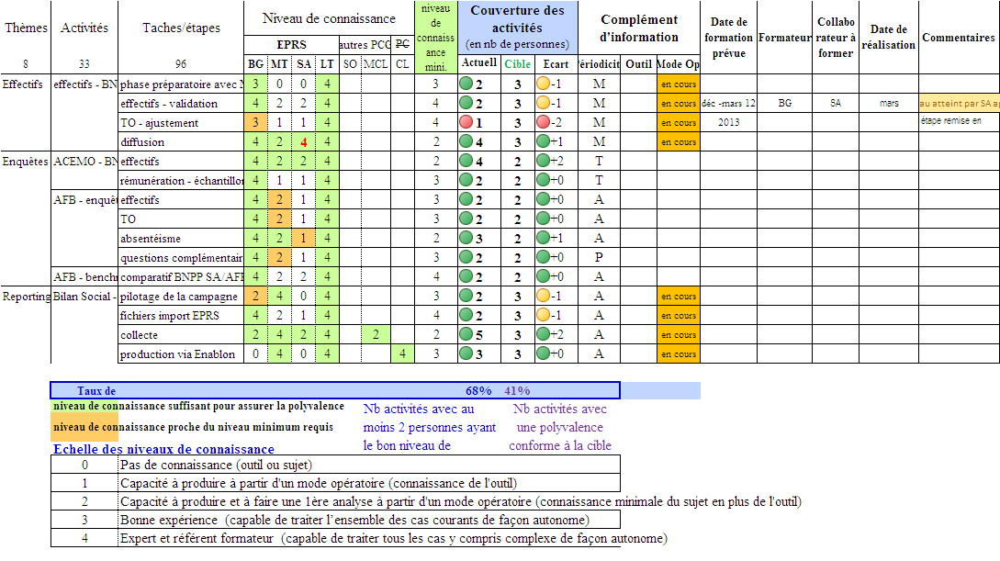 Thèmes Activités Taches/étapes Niveau de connaissance niveau de connaiss ance mini. Couverture des activités (en nb de personnes) Complément d'information Date de formation prévue Formateur Collabo rateur à former Date de réalisation Commentaires
EPRS autres PCG PC
8 33 96 BG MT SA LT SO MCL CL Actuell Cible Ecart Périodicit Outil Mode Op
Effectifs effectifs - BN phase préparatoire avec M 3 0 0 4 3 2 3 -1 M en cours
effectifs - validation 4 2 2 4 4 2 3 -1 M en cours déc -mars 12 BG SA mars au atteint par SA ap
TO - ajustement 3 1 1 4 4 1 3 -2 M en cours 2013 étape remise en
diffusion 4 2 4 4 2 4 3 +1 M en cours
Enquêtes ACEMO - BN effectifs 4 2 2 4 2 4 2 +2 T
rémunération - échantillon 4 1 1 4 3 2 2 +0 T
AFB - enquêt effectifs 4 2 1 4 3 2 2 +0 A
TO 4 2 1 4 3 2 2 +0 A
absentéisme 4 2 1 4 2 3 2 +1 A
questions complémentair 4 2 1 4 3 2 2 +0 P
AFB - bench comparatif BNPP SA/AFB 4 2 2 4 4 2 2 +0 A
Reporting Bilan Social - pilotage de la campagne 2 4 0 4 3 2 3 -1 A en cours
fichiers import EPRS 4 2 1 4 4 2 3 -1 A en cours
collecte 2 4 2 4 2 2 5 3 +2 A en cours
production via Enablon 0 4 0 4 4 3 3 3 +0 A en cours
Taux de 68% 41%
niveau de connaissance suffisant pour assurer la polyvalence
niveau de connaissance proche du niveau minimum requis
Nb activités avec au
moins 2 personnes ayant
le bon niveau de
Nb activités avec
une polyvalence
conforme à la cible
Echelle des niveaux de connaissance
0 Pas de connaissance (outil ou sujet)
1 Capacité à produire à partir d'un mode opératoire (connaissance de l'outil)
2 Capacité à produire et à faire une 1ère analyse à partir d'un mode opératoire (connaissance minimale du sujet en plus de l'outil)
3 Bonne expérience (capable de traiter l'ensemble des cas courants de façon autonome)
4 Expert et référent formateur (capable de traiter tous les cas y compris complexe de façon autonome)